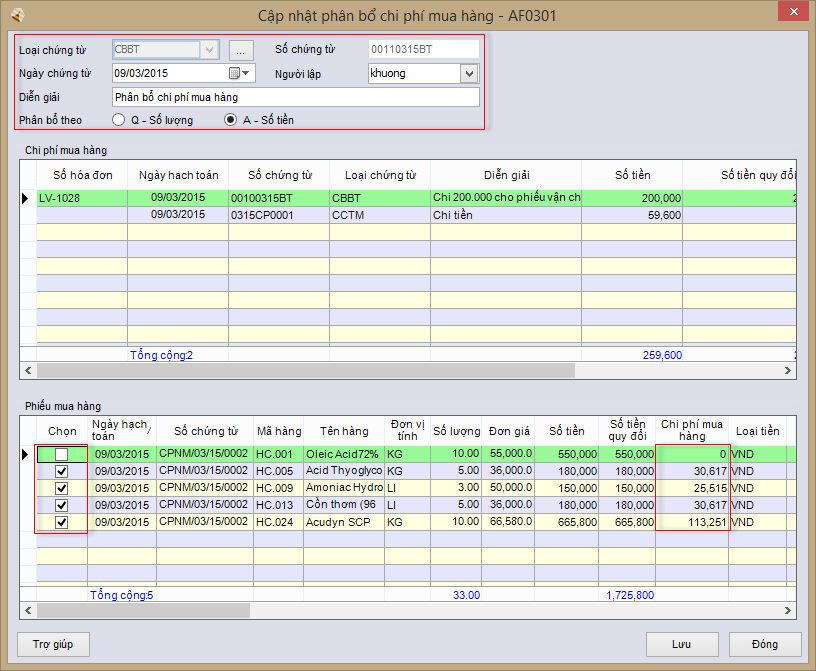 Cập nhật phân bổ chi phí mua hàng - AF0301
Loại chứng từ CBBT ... Số chứng từ 00110315BT
Ngày chứng từ 09/03/2015 Người lập khuong
Diễn giải Phân bổ chi phí mua hàng
Phân bổ theo Q - Số lượng A - Số tiền
Chi phí mua hàng
Số hóa đơn Ngày hach toán Số chứng từ Loại chứng từ Diễn giải Số tiền Số tiền quy đổi
LV-1028 09/03/2015 00100315BT CBBT Chi 200.000 cho phiếu vận ch 200,000 2
09/03/2015 0315CP0001 CCTM Chi tiền 59,600
Tổng cộng:2 259,600 2
Phiếu mua hàng
Chọn Ngày hạch toán Số chứng từ Mã hàng Tên hàng Đơn vị tính Số lượng Đơn giá Số tiền Số tiền quy đổi Chi phí mua hàng Loại tiền
09/03/2015 CPNM/03/15/0002 HC.001 Oleic Acid72% KG 10.00 55,000.0 550,000 550,000 0 VND
09/03/2015 CPNM/03/15/0002 HC.005 Acid Thyoglyco KG 5.00 36,000.0 180,000 180,000 30,617 VND
09/03/2015 CPNM/03/15/0002 HC.009 Amoniac Hydro LI 3.00 50,000.0 150,000 150,000 25,515 VND
09/03/2015 CPNM/03/15/0002 HC.013 Cồn thơm (96 LI 5.00 36,000.0 180,000 180,000 30,617 VND
09/03/2015 CPNM/03/15/0002 HC.024 Acudyn SCP KG 10.00 66,580.0 665,800 665,800 113,251 VND
Tổng cộng:5 33.00 1,725,800
Trợ giúp Lưu Đóng